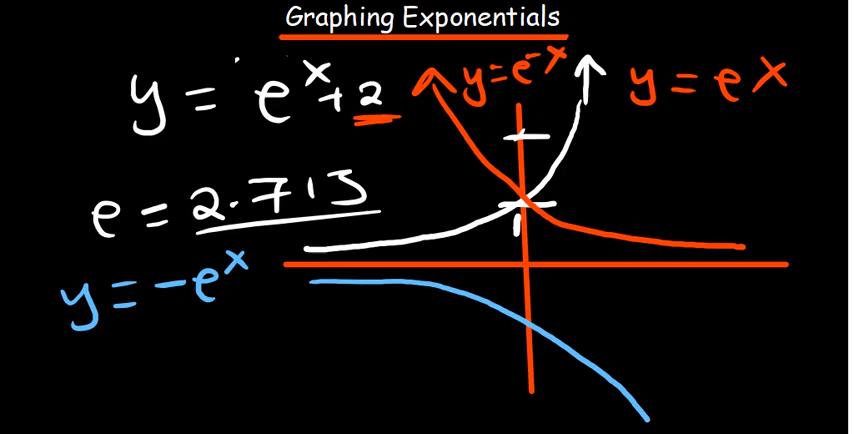 Graphing Exponentials
y = e^x + 2
y = e^-x
y = e^x
e = 2.713
1
y = -e^x